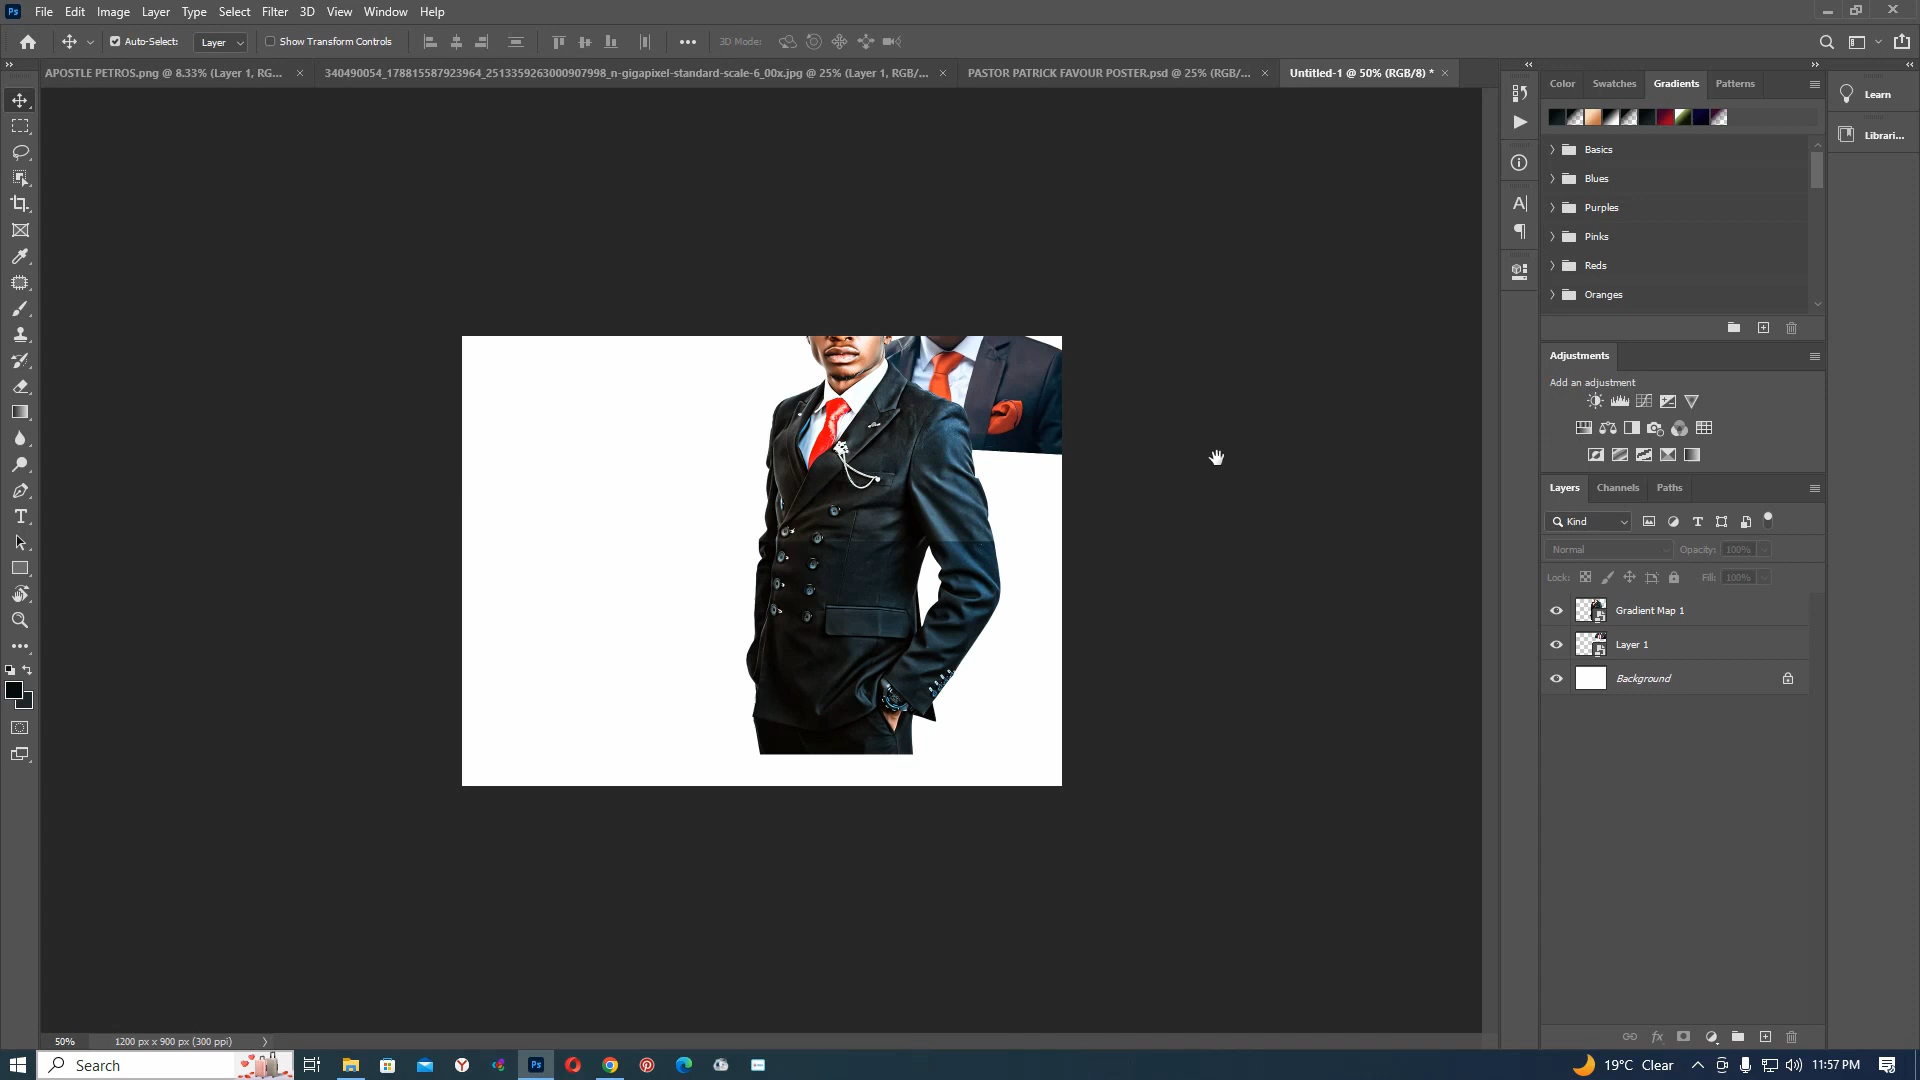 Ps File Edit Image Layer Type Select Filter 3D View Window Help
Auto-Select: Layer Show Transform Controls 3D Mode:
APOSTLE PETROS.png @ 8.33% (Layer 1, RG... × 340490054_178815587923964_2513359263000907998_n-gigapixel-standard-scale-6_00x.jpg @ 25% (Layer 1, RGB/... × PASTOR PATRICK FAVOUR POSTER.psd @ 25% (RGB/... × Untitled-1 @ 50% (RGB/8) * ×
Color Swatches Gradients Patterns
Learn
Librari...
Basics
Blues
Purples
Pinks
Reds
Oranges
Adjustments
Add an adjustment
Layers Channels Paths
Kind
Normal Opacity: 100%
Lock: Fill: 100%
Gradient Map 1
Layer 1
Background
50% 1200 px x 900 px (300 ppi)
Search Ps 19°C Clear 11:57 PM